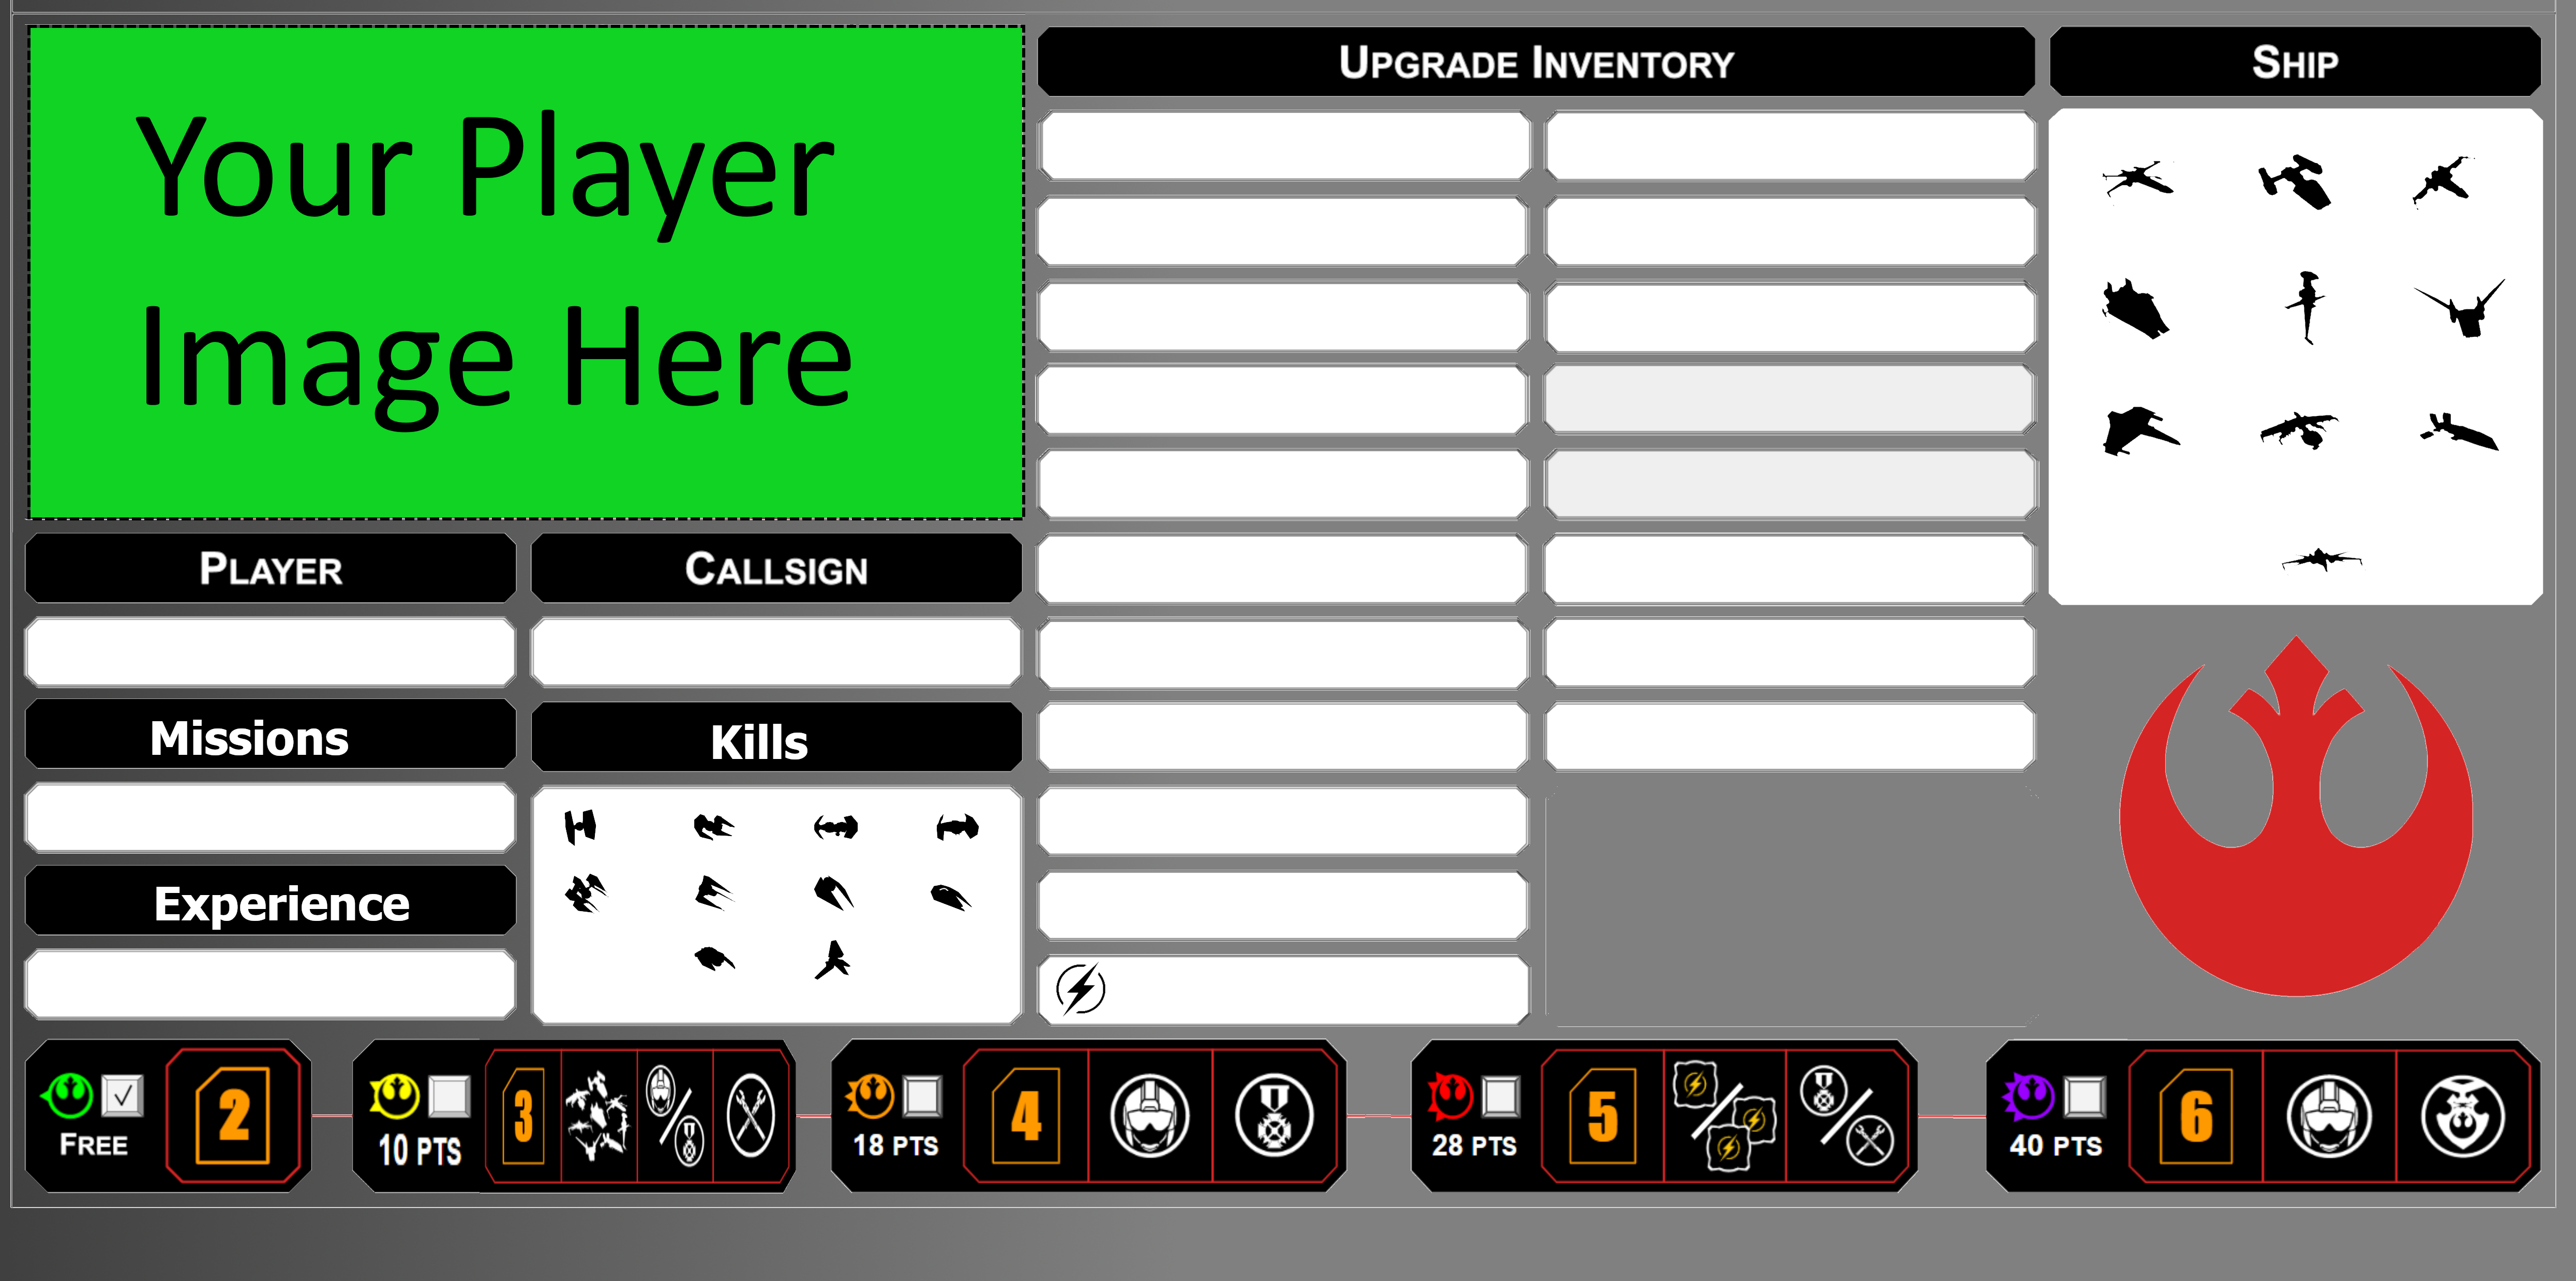 Your Player
Image Here
UPGRADE INVENTORY
SHIP
PLAYER
CALLSIGN
Missions
Kills
Experience
FREE
2
10 PTS
3
18 PTS
4
28 PTS
5
40 PTS
6